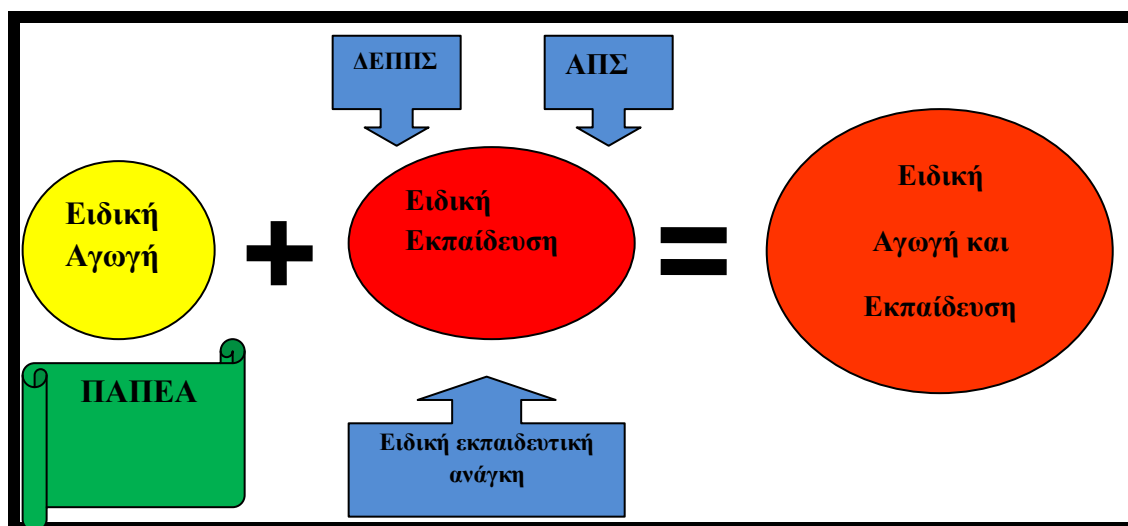 ΔΕΠΠΣ
ΑΠΣ
Ειδική
Αγωγή
+
Ειδική
Εκπαίδευση
=
Ειδική
Αγωγή και
Εκπαίδευση
ΠΑΠΕΑ
Ειδική εκπαιδευτική
ανάγκη